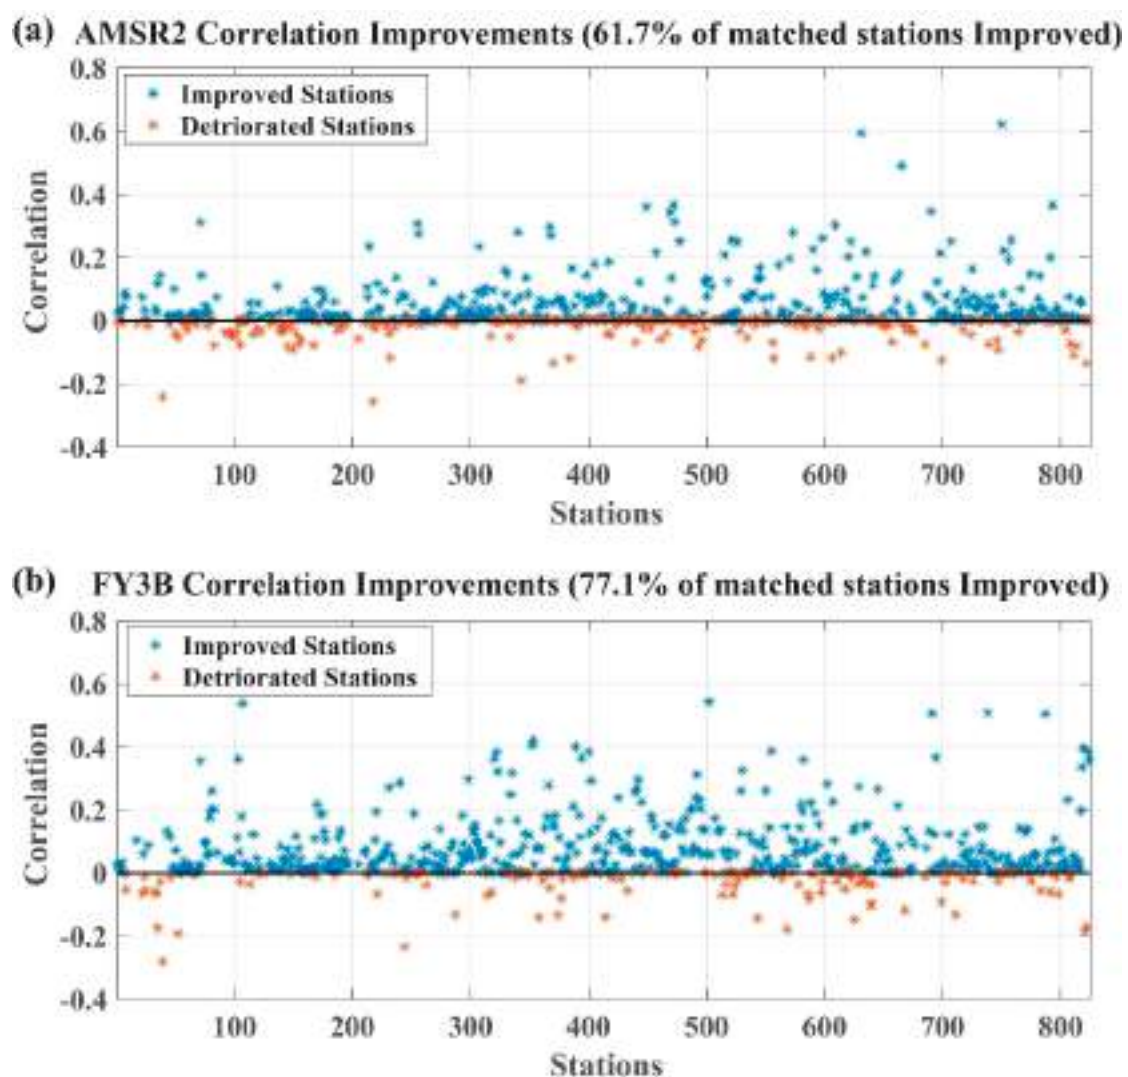 (a) AMSR2 Correlation Improvements (61.7% of matched stations Improved)
0.8
Improved Stations
Detriorated Stations
0.6
0.4
0.2
0
-0.2
-0.4
Correlation
100 200 300 400 500 600 700 800
Stations
(b) FY3B Correlation Improvements (77.1% of matched stations Improved)
0.8
Improved Stations
Detriorated Stations
0.6
0.4
0.2
0
-0.2
-0.4
Correlation
100 200 300 400 500 600 700 800
Stations